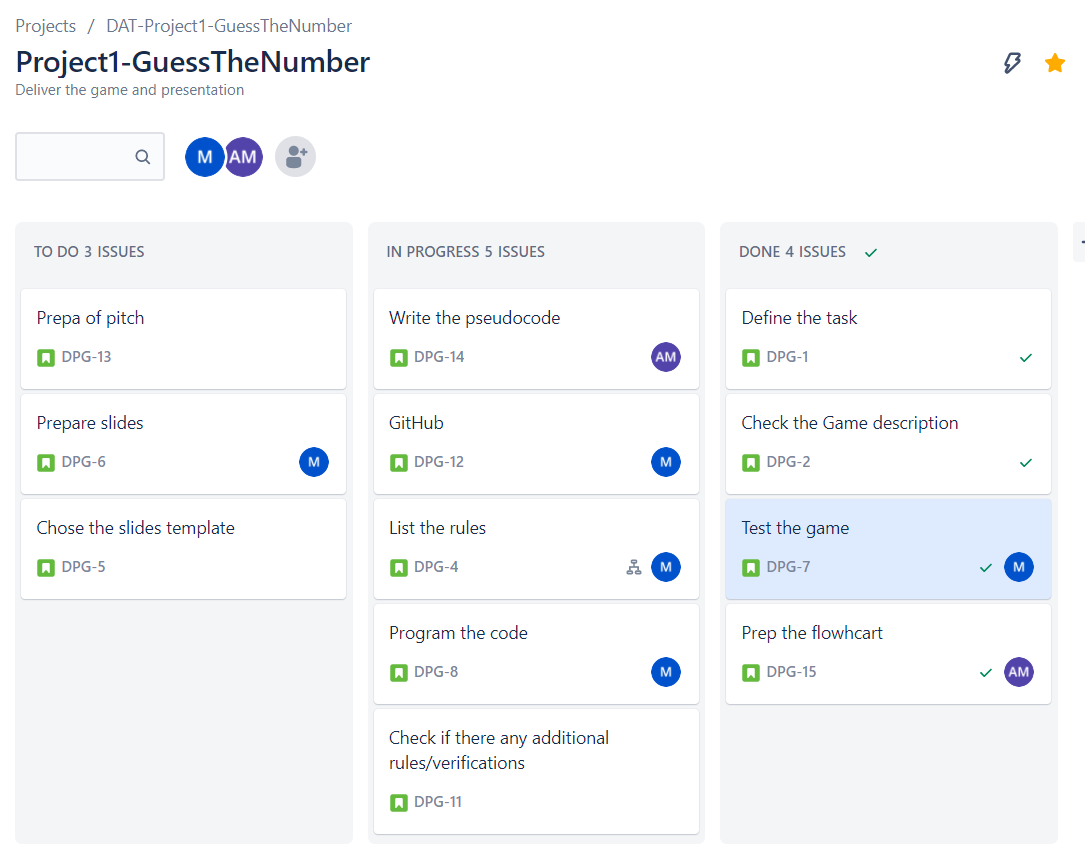 Projects / DAT-Project1-GuessTheNumber
Project1-GuessTheNumber
Deliver the game and presentation
M AM
TO DO 3 ISSUES
Prepa of pitch
DPG-13
Prepare slides
DPG-6 M
Chose the slides template
DPG-5
IN PROGRESS 5 ISSUES
Write the pseudocode
DPG-14 AM
GitHub
DPG-12 M
List the rules
DPG-4 M
Program the code
DPG-8 M
Check if there any additional
rules/verifications
DPG-11
DONE 4 ISSUES
Define the task
DPG-1
Check the Game description
DPG-2
Test the game
DPG-7 M
Prep the flowhcart
DPG-15 AM